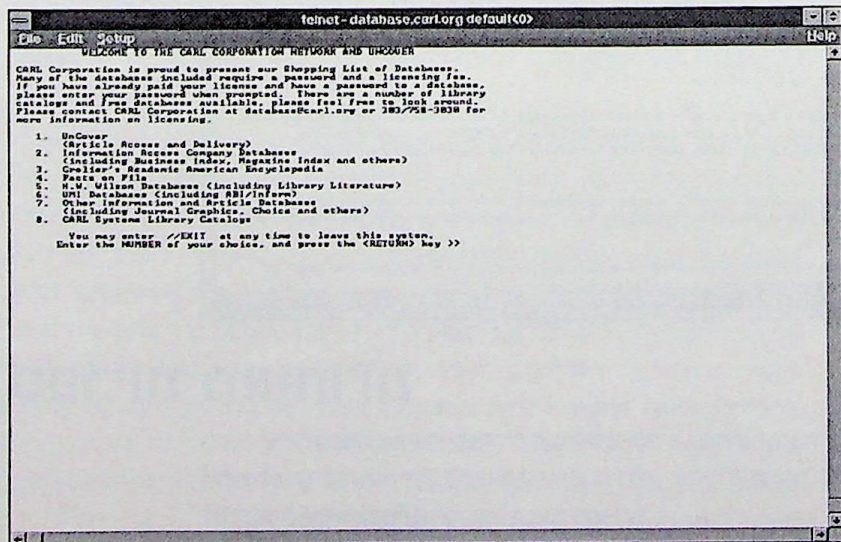 telnet - database.carl.org default<0>
File Edit Setup Help
WELCOME TO THE CARL CORPORATION NETWORK AND UNCOVER
CARL Corporation is proud to present our Shopping List of Databases.
Many of the databases included require a password and a licensing fee.
If you have already paid your license and have a password to a database,
please enter your password when prompted. There are a number of library
catalogs and free databases available, please feel free to look around.
Please contact CARL Corporation at database@carl.org or 303/758-3030 for
more information on licensing.
1. UnCover
(Article Access and Delivery)
2. Information Access Company Databases
(including Business Index, Magazine Index and others)
3. Grolier's Academic American Encyclopedia
4. Facts on File
5. H.W. Wilson Databases (including Library Literature)
6. UMI Databases (including ABI/Inform)
7. Other Information and Article Databases
(including Journal Graphics, Choice and others)
8. CARL Systems Library Catalogs
You may enter //EXIT at any time to leave this system.
Enter the NUMBER of your choice, and press the <RETURN> key >>